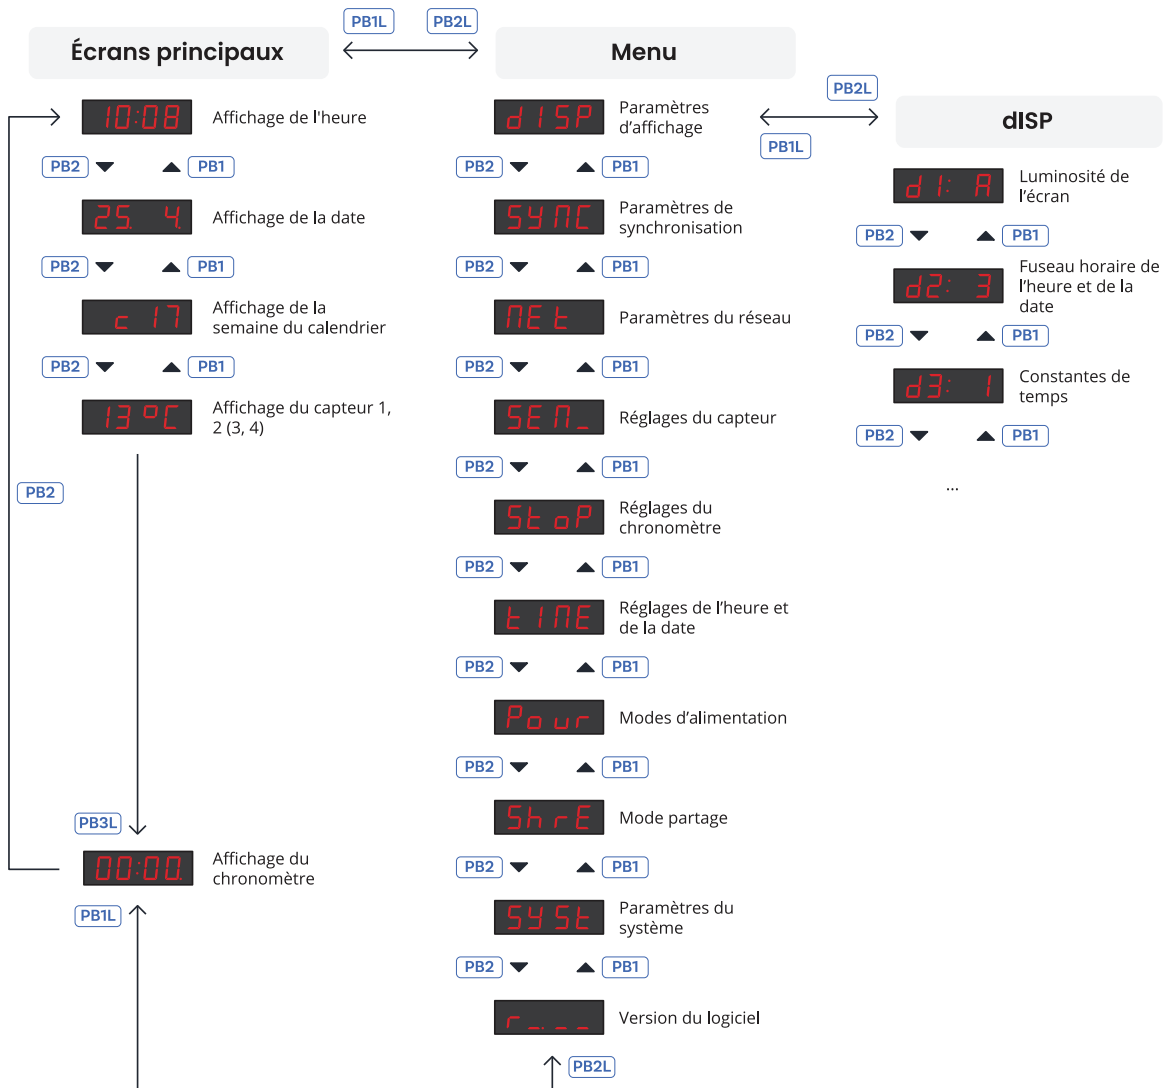 PB1L
PB2L
Écrans principaux
Menu
dISP
PB2L
PB1L
10:08
Affichage de l'heure
PB2
PB1
25. 4.
Affichage de la date
PB2
PB1
c 17
Affichage de la
semaine du calendrier
PB2
PB1
13 °C
Affichage du capteur 1,
2 (3, 4)
PB2
PB3L
00:00.
Affichage du
chronomètre
PB1L
dISP
Paramètres
d'affichage
PB2
PB1
SYNC
Paramètres de
synchronisation
PB2
PB1
NEt
Paramètres du réseau
PB2
PB1
SEN_
Réglages du capteur
PB2
PB1
StoP
Réglages du
chronomètre
PB2
PB1
tIME
Réglages de l'heure et
de la date
PB2
PB1
Pour
Modes d'alimentation
PB2
PB1
ShrE
Mode partage
PB2
PB1
SYSt
Paramètres du
système
PB2
PB1
r_._ _
Version du logiciel
PB2L
d1: A
Luminosité de
l'écran
PB2
PB1
d2: 3
Fuseau horaire de
l'heure et de la
date
PB2
PB1
d3: 1
Constantes de
temps
PB2
PB1
...